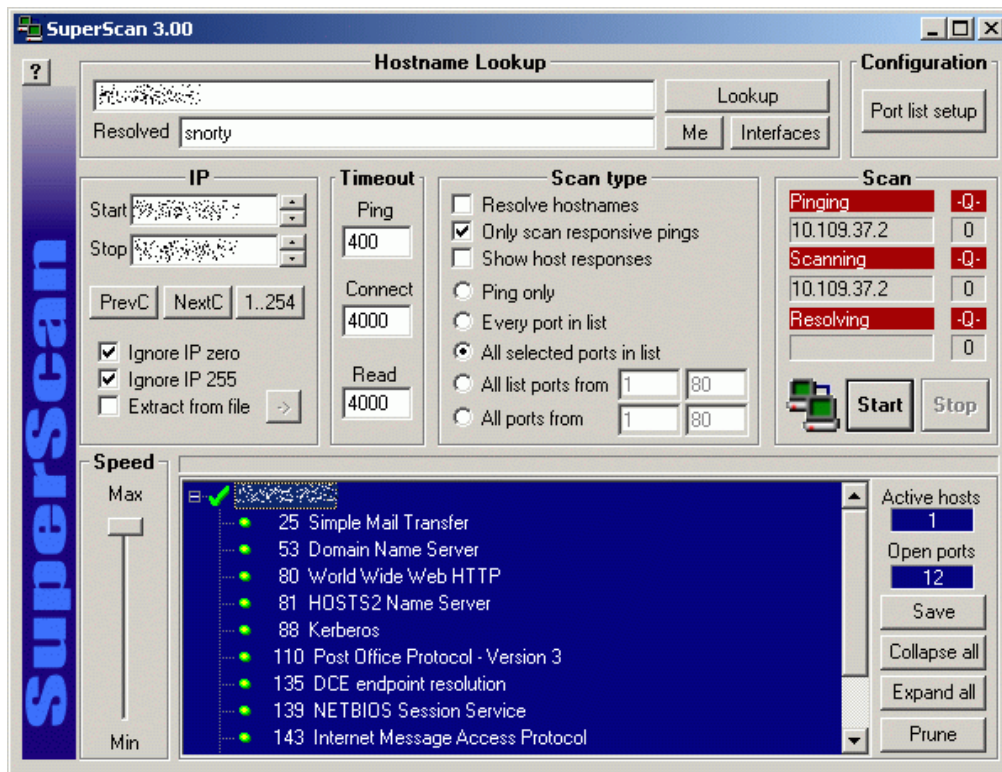 SuperScan 3.00
?
SuperScan
Hostname Lookup
Lookup
Resolved snorty
Me Interfaces
Configuration
Port list setup
IP
Start
Stop
PrevC NextC 1..254
Ignore IP zero
Ignore IP 255
Extract from file ->
Timeout
Ping
400
Connect
4000
Read
4000
Scan type
Resolve hostnames
Only scan responsive pings
Show host responses
Ping only
Every port in list
All selected ports in list
All list ports from 1 80
All ports from 1 80
Scan
Pinging -Q-
10.109.37.2 0
Scanning -Q-
10.109.37.2 0
Resolving -Q-
0
Start Stop
Speed
Max
Min
25 Simple Mail Transfer
53 Domain Name Server
80 World Wide Web HTTP
81 HOSTS2 Name Server
88 Kerberos
110 Post Office Protocol - Version 3
135 DCE endpoint resolution
139 NETBIOS Session Service
143 Internet Message Access Protocol
Active hosts
1
Open ports
12
Save
Collapse all
Expand all
Prune